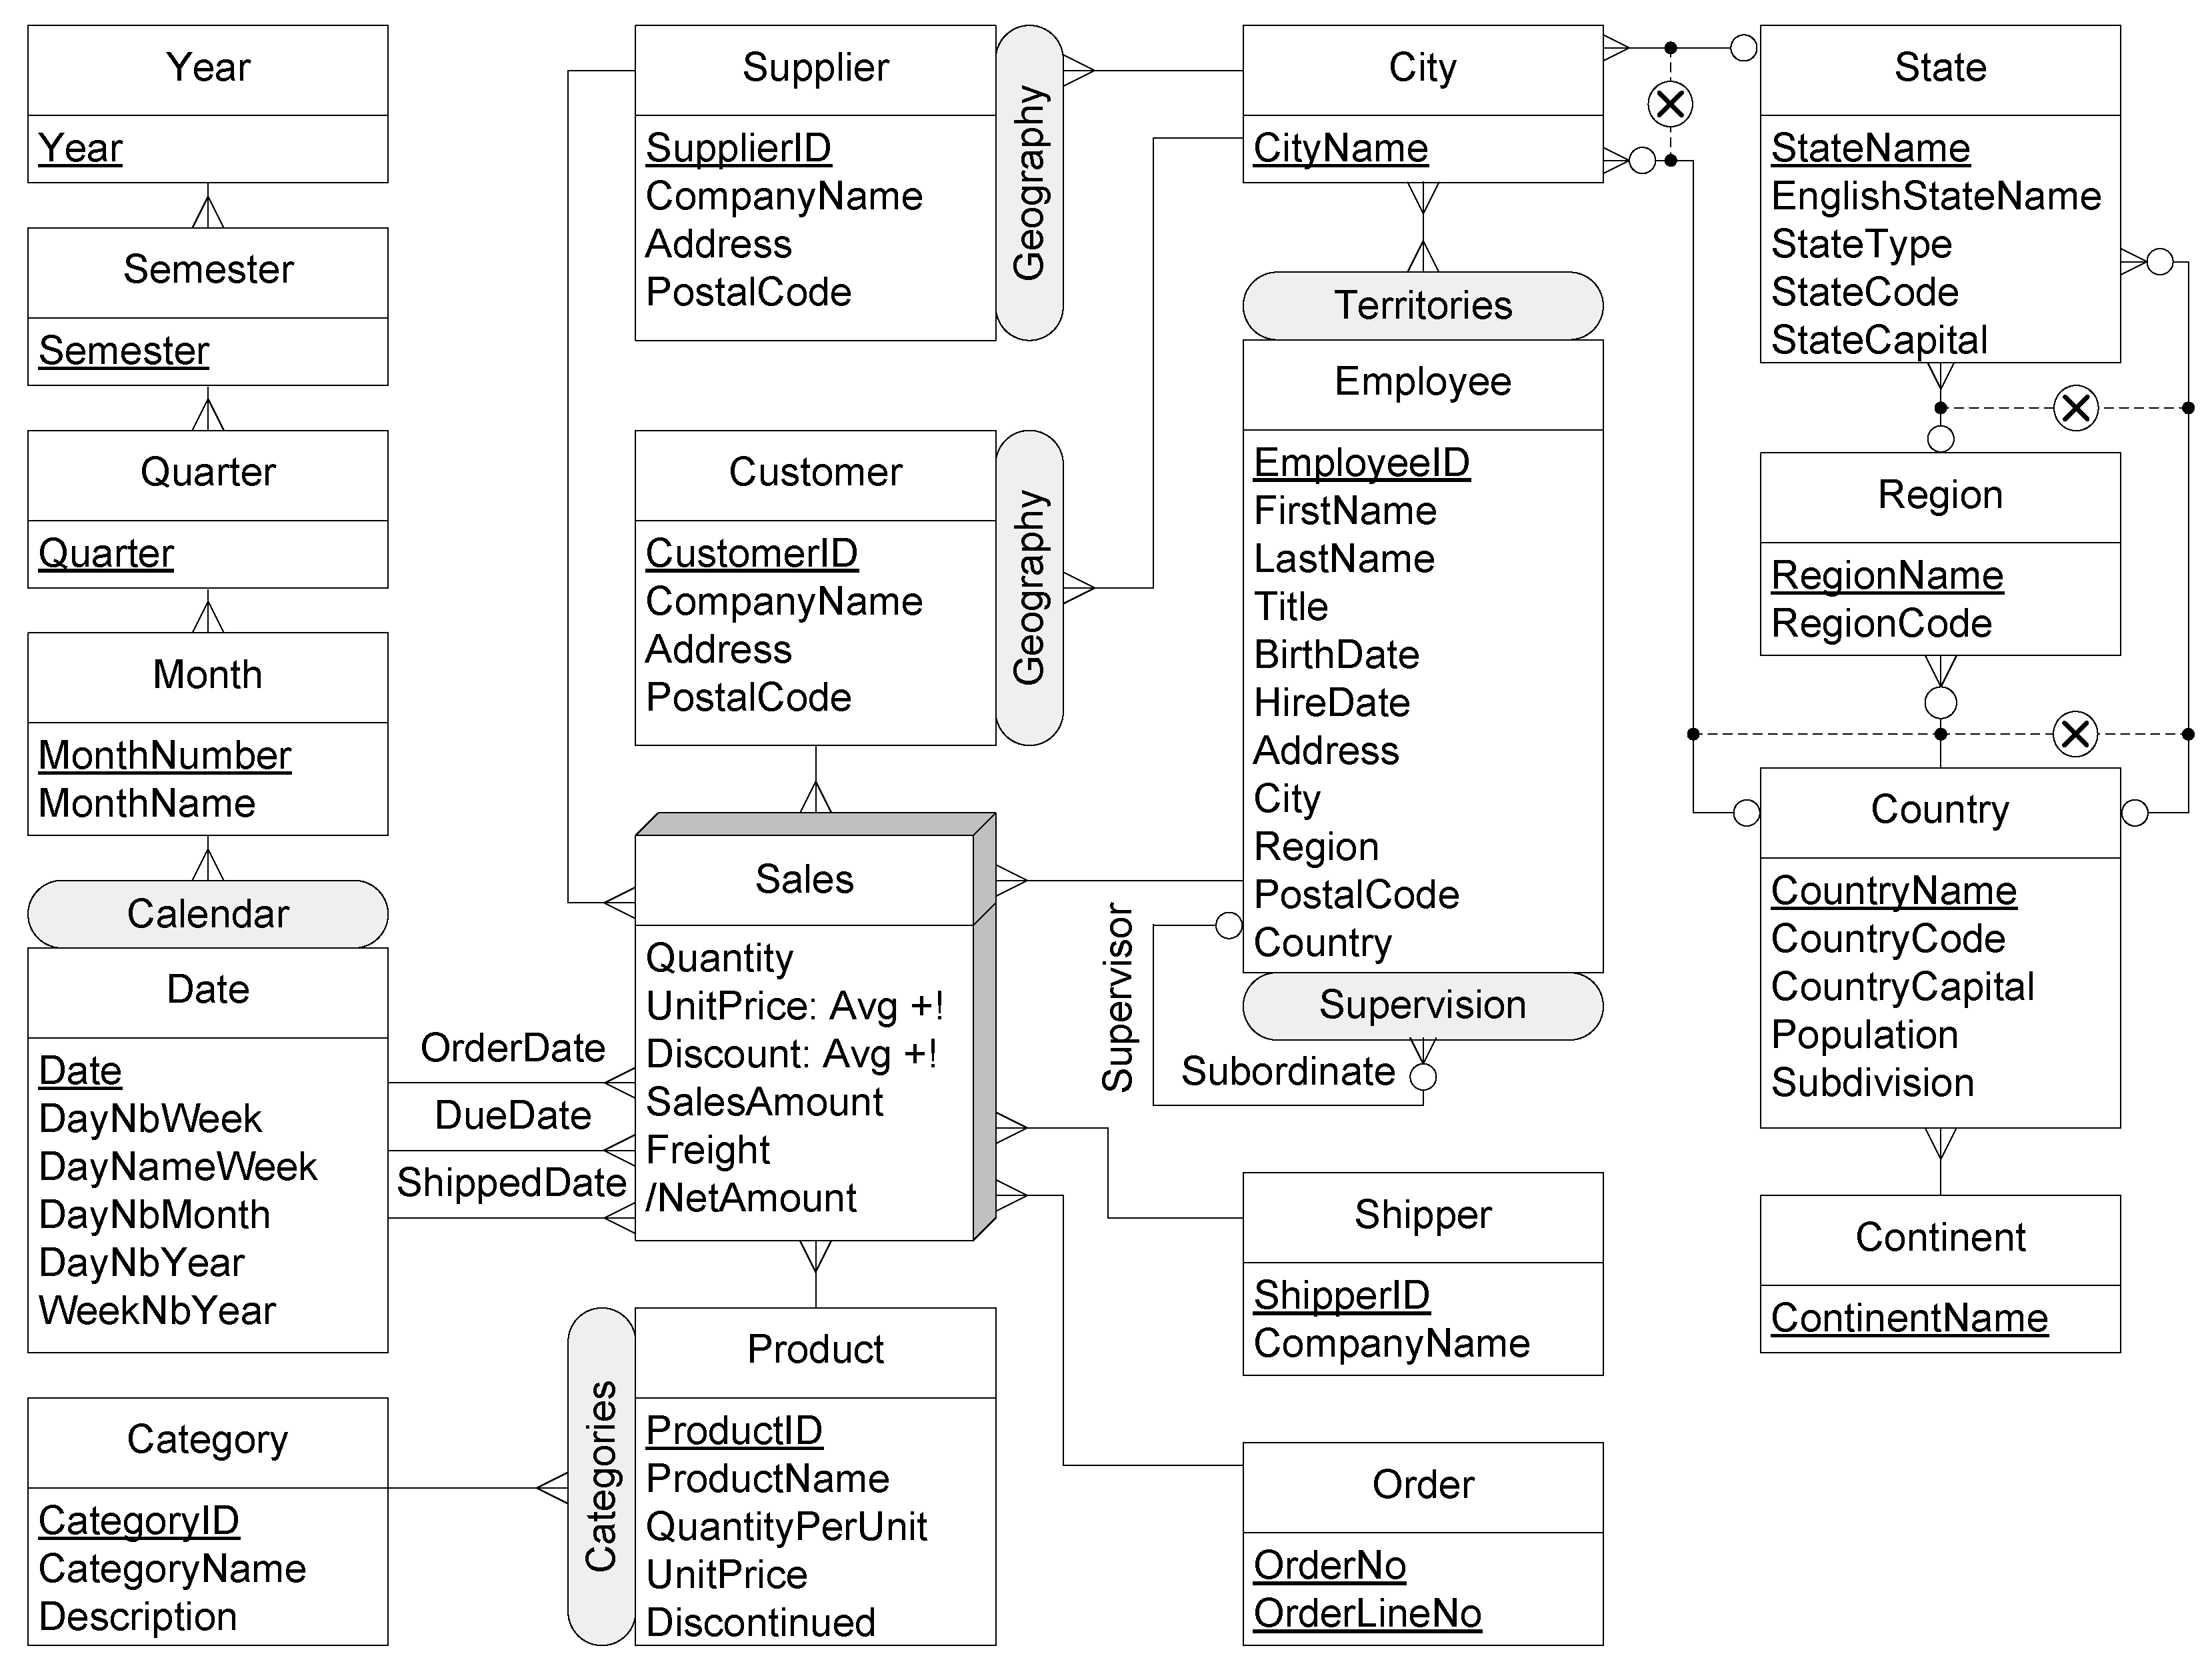 Year
Year
Semester
Semester
Quarter
Quarter
Month
MonthNumber
MonthName
Calendar
Date
Date
DayNbWeek
DayNameWeek
DayNbMonth
DayNbYear
WeekNbYear
Category
CategoryID
CategoryName
Description
OrderDate
DueDate
ShippedDate
Supplier
SupplierID
CompanyName
Address
PostalCode
Geography
Customer
CustomerID
CompanyName
Address
PostalCode
Geography
Sales
Quantity
UnitPrice: Avg +!
Discount: Avg +!
SalesAmount
Freight
/NetAmount
Categories
Product
ProductID
ProductName
QuantityPerUnit
UnitPrice
Discontinued
City
CityName
Territories
Employee
EmployeeID
FirstName
LastName
Title
BirthDate
HireDate
Address
City
Region
PostalCode
Country
Supervision
Supervisor
Subordinate
Shipper
ShipperID
CompanyName
Order
OrderNo
OrderLineNo
State
StateName
EnglishStateName
StateType
StateCode
StateCapital
Region
RegionName
RegionCode
Country
CountryName
CountryCode
CountryCapital
Population
Subdivision
Continent
ContinentName